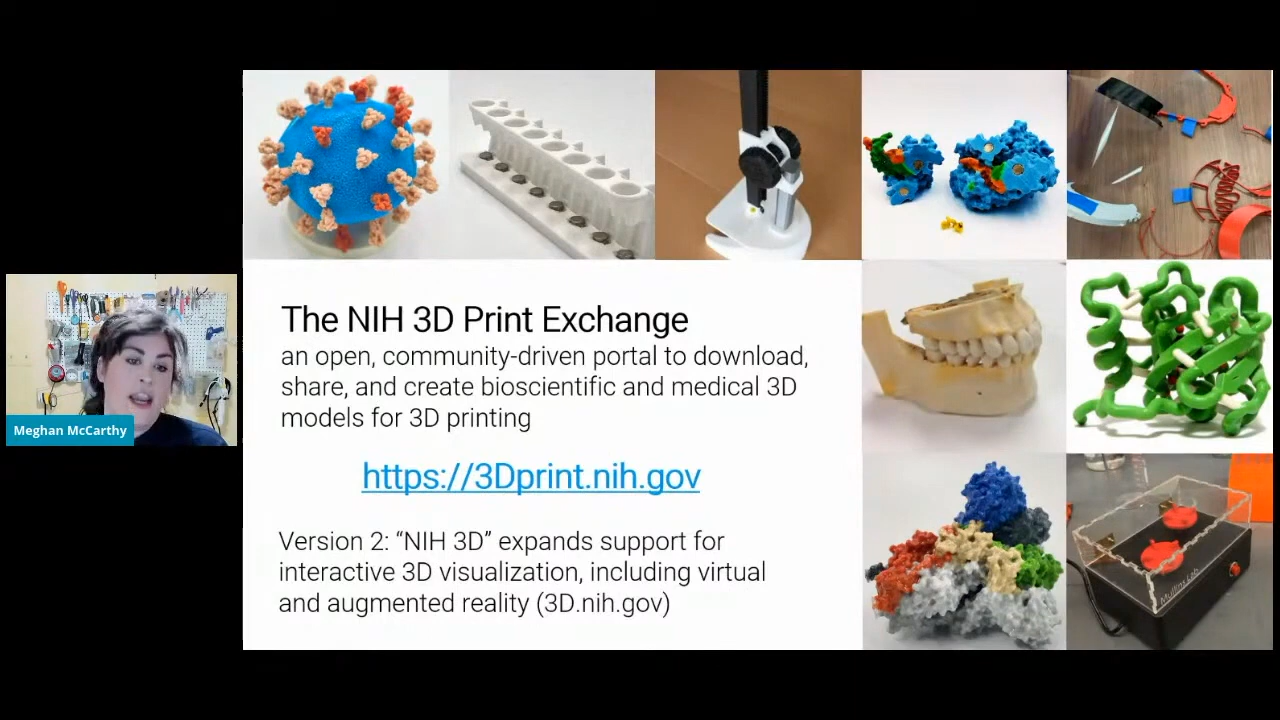 The NIH 3D Print Exchange
an open, community-driven portal to download,
share, and create bioscientific and medical 3D
models for 3D printing
https://3Dprint.nih.gov
Version 2: “NIH 3D” expands support for
interactive 3D visualization, including virtual
and augmented reality (3D.nih.gov)
Meghan McCarthy
Mullins Lab